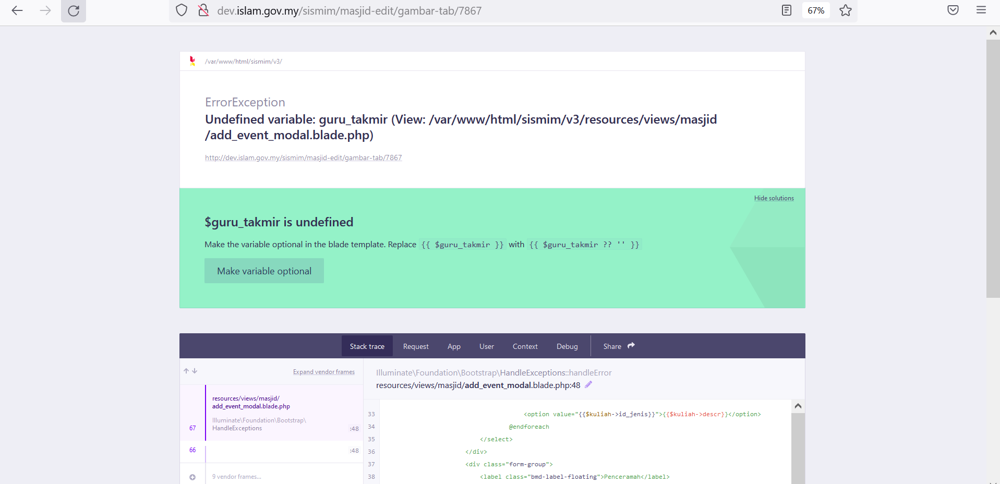 dev.islam.gov.my/sismim/masjid-edit/gambar-tab/7867
67%
/var/www/html/sismim/v3/
ErrorException
Undefined variable: guru_takmir (View: /var/www/html/sismim/v3/resources/views/masjid
/add_event_modal.blade.php)
http://dev.islam.gov.my/sismim/masjid-edit/gambar-tab/7867
Hide solutions
$guru_takmir is undefined
Make the variable optional in the blade template. Replace {{ $guru_takmir }} with {{ $guru_takmir ?? '' }}
Make variable optional
Stack trace Request App User Context Debug Share
Expand vendor frames
resources/views/masjid/
add_event_modal.blade.php
Illuminate\Foundation\Bootstrap\
67 HandleExceptions :48
66 :48
9 vendor frames...
Illuminate\Foundation\Bootstrap\HandleExceptions::handleError
resources/views/masjid/add_event_modal.blade.php:48
33 <option value="{{$kuliah->id_jenis}}">{{$kuliah->descr}}</option>
34 @endforeach
35 </select>
36 </div>
37 <div class="form-group">
38 <label class="bmd-label-floating">Penceramah</label>